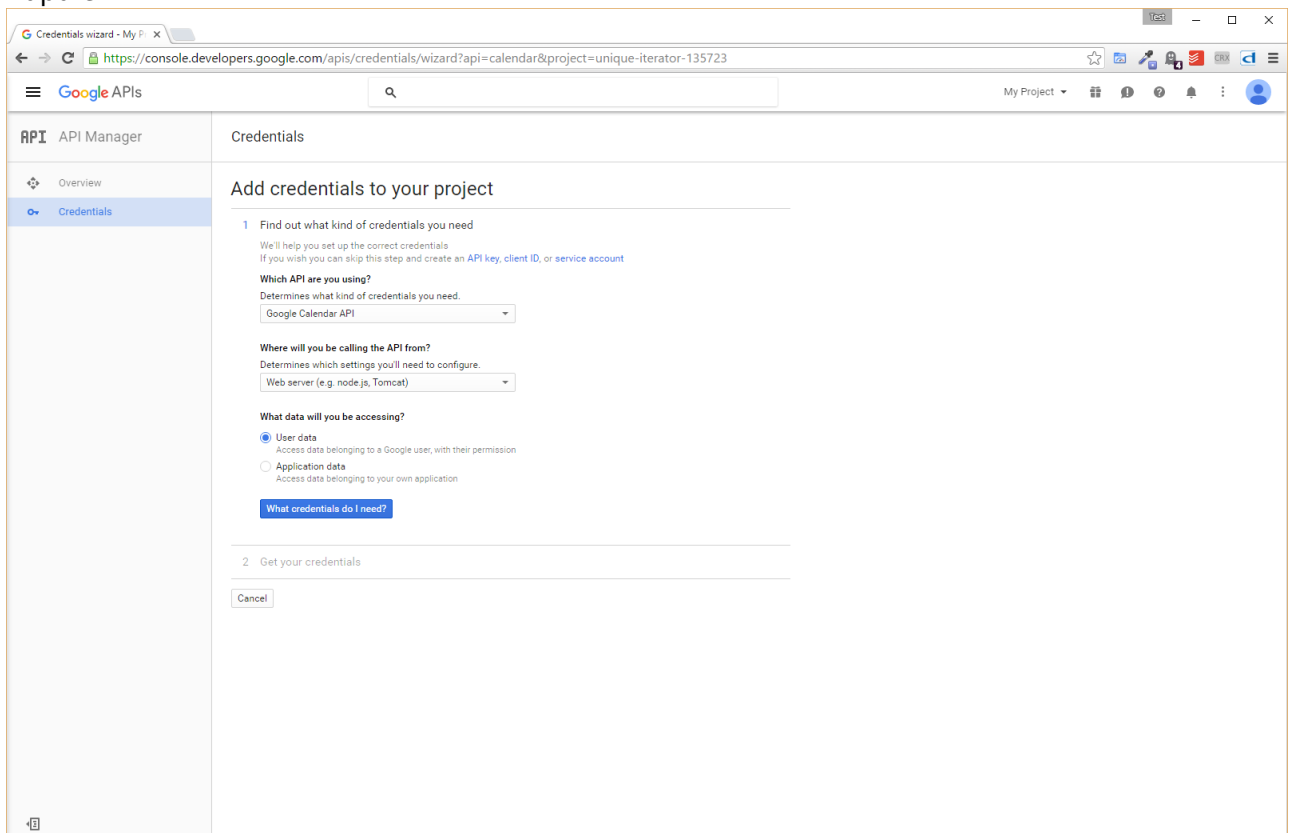 Credentials wizard - My P
Test
https://console.developers.google.com/apis/credentials/wizard?api=calendar&project=unique-iterator-135723
4
CRX
Google APIs
My Project
API API Manager
Credentials
Overview
Credentials
Add credentials to your project
1 Find out what kind of credentials you need
We'll help you set up the correct credentials
If you wish you can skip this step and create an API key, client ID, or service account
Which API are you using?
Determines what kind of credentials you need.
Google Calendar API
Where will you be calling the API from?
Determines which settings you'll need to configure.
Web server (e.g. node.js, Tomcat)
What data will you be accessing?
User data
Access data belonging to a Google user, with their permission
Application data
Access data belonging to your own application
What credentials do I need?
2 Get your credentials
Cancel